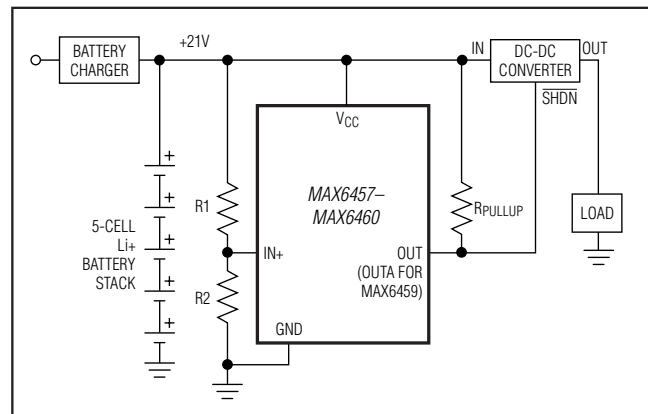 BATTERY
CHARGER
+21V
IN
DC-DC
CONVERTER
OUT
SHDN
VCC
R1
R2
IN+
GND
MAX6457–
MAX6460
OUT
(OUTA FOR
MAX6459)
RPULLUP
LOAD
5-CELL
Li+
BATTERY
STACK
+
+
+
+
+